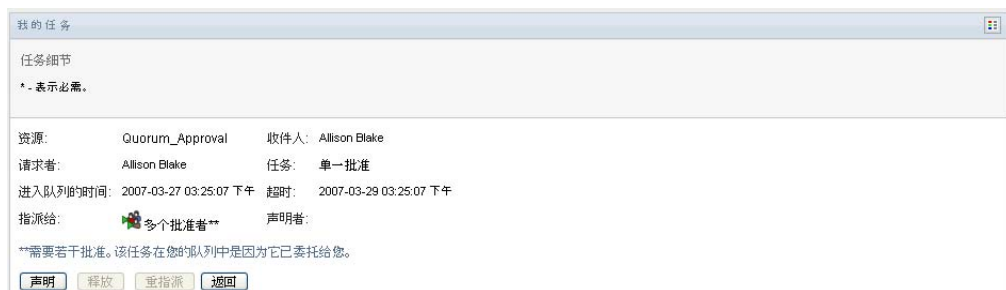 我的任务
任务细节
* - 表示必需。
资源: Quorum_Approval 收件人: Allison Blake
请求者: Allison Blake 任务: 单一批准
进入队列的时间: 2007-03-27 03:25:07 下午 超时: 2007-03-29 03:25:07 下午
指派给: 多个批准者** 声明者:
**需要若干批准。该任务在您的队列中是因为它已委托给您。
声明 释放 重指派 返回